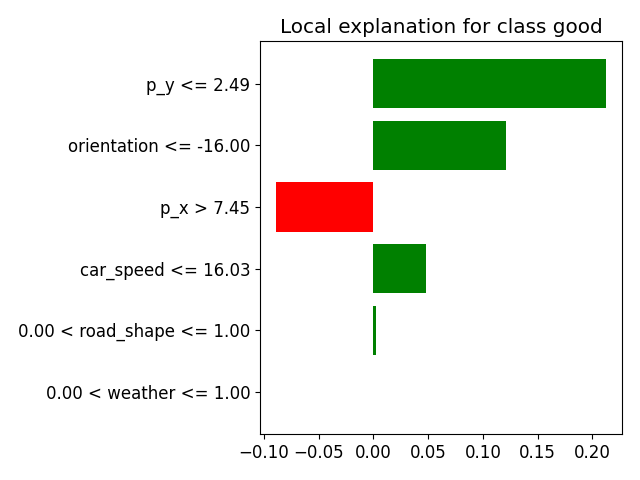 Local explanation for class good
p_y <= 2.49
orientation <= -16.00
p_x > 7.45
car_speed <= 16.03
0.00 < road_shape <= 1.00
0.00 < weather <= 1.00
−0.10 −0.05 0.00 0.05 0.10 0.15 0.20